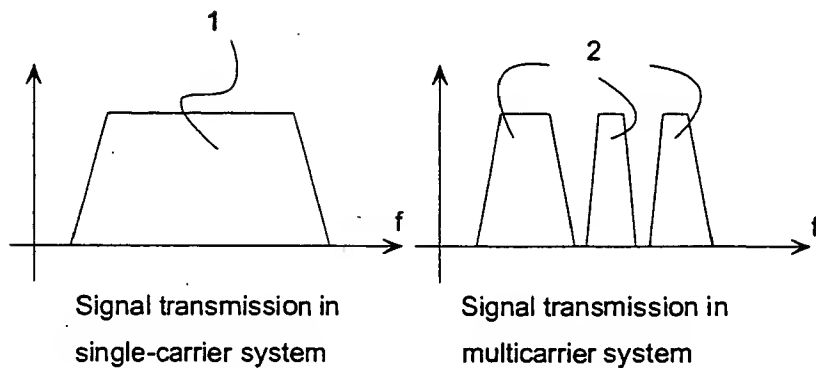 1
2
f
f
Signal transmission in
single-carrier system
Signal transmission in
multicarrier system